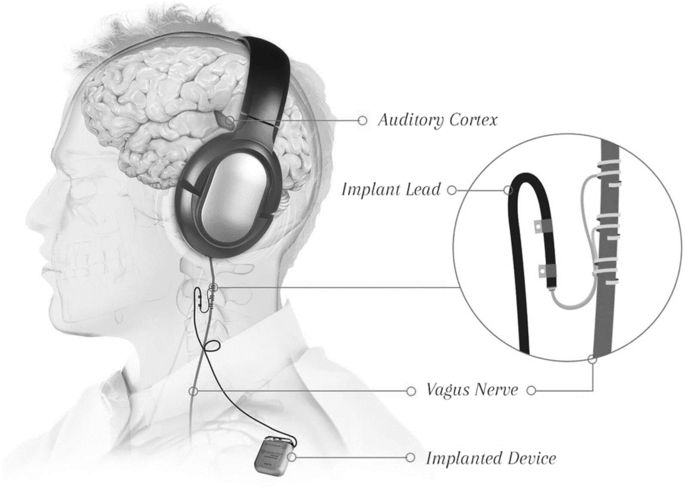 Auditory Cortex
Implant Lead
Vagus Nerve
Implanted Device